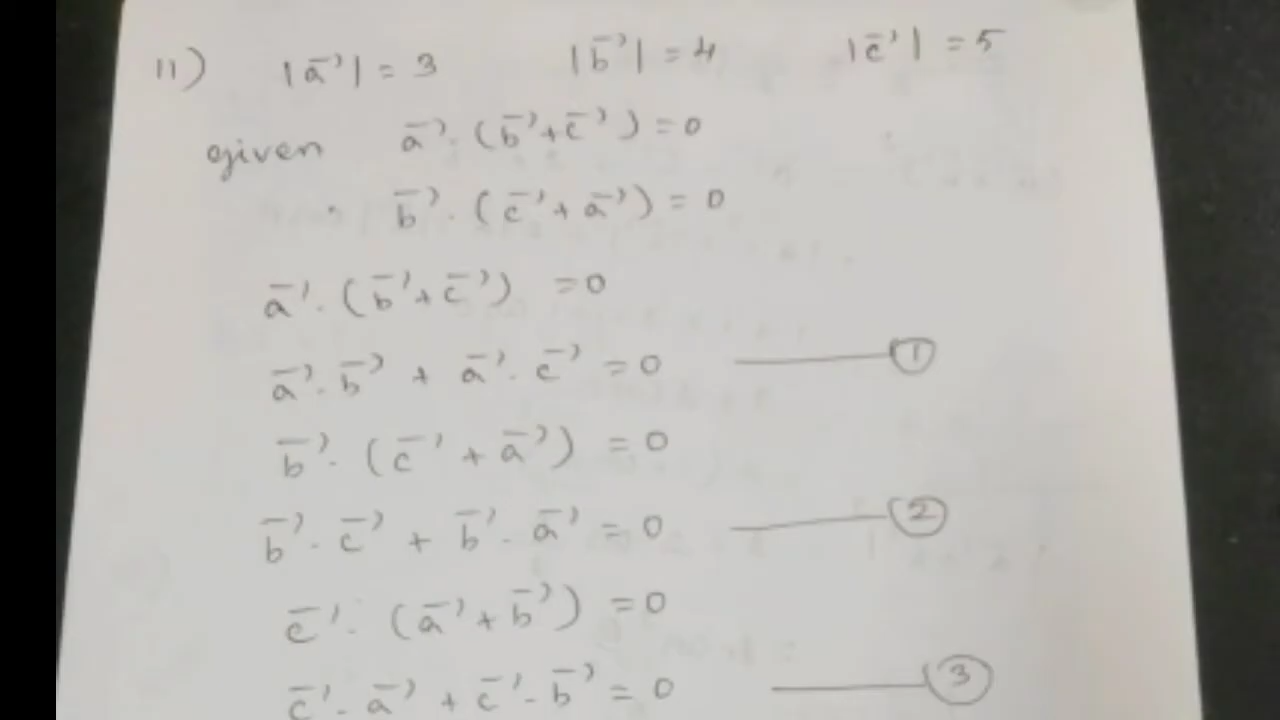 11) |a⃗| = 3 |b⃗| = 4 |c⃗| = 5
given a⃗ . (b⃗ + c⃗) = 0
b⃗ . (c⃗ + a⃗) = 0
a⃗ . (b⃗ + c⃗) = 0
a⃗ . b⃗ + a⃗ . c⃗ = 0 ——— ①
b⃗ . (c⃗ + a⃗) = 0
b⃗ . c⃗ + b⃗ . a⃗ = 0 ——— ②
c⃗ . (a⃗ + b⃗) = 0
c⃗ . a⃗ + c⃗ . b⃗ = 0 ——— ③